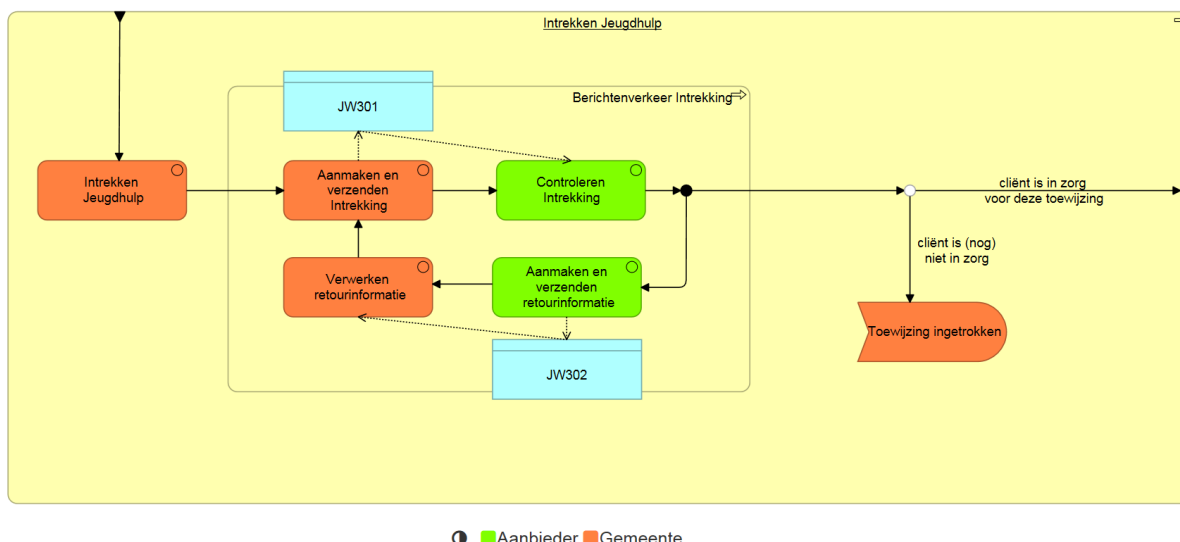 Intrekken Jeugdhulp
Berichtenverkeer Intrekking
JW301
Intrekken
Jeugdhulp
Aanmaken en
verzenden
Intrekking
Controleren
Intrekking
cliënt is in zorg
voor deze toewijzing
cliënt is (nog)
niet in zorg
Verwerken
retourinformatie
Aanmaken en
verzenden
retourinformatie
Toewijzing ingetrokken
JW302
Aanbieder Gemeente